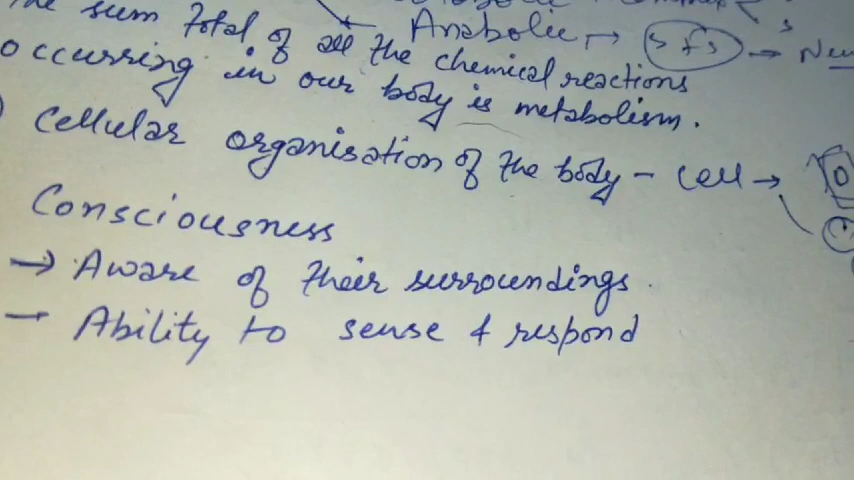 The sum total of all the chemical reactions
Anabolic →
occurring in our body is metabolism.
Cellular organisation of the body - Cell →
Consciousness
→ Aware of their surroundings.
- Ability to sense & respond